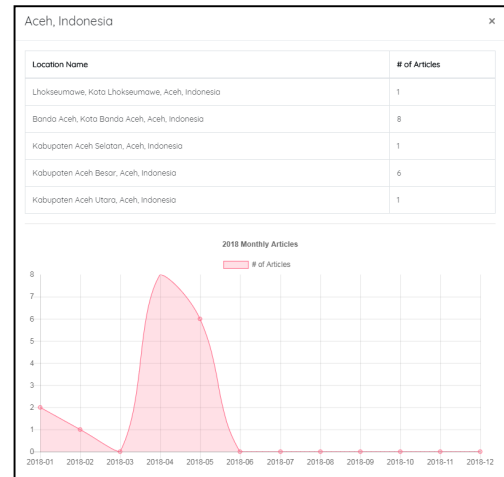 Aceh, Indonesia ×
Location Name # of Articles
Lhokseumawe, Kota Lhokseumawe, Aceh, Indonesia 1
Banda Aceh, Kota Banda Aceh, Aceh, Indonesia 8
Kabupaten Aceh Selatan, Aceh, Indonesia 1
Kabupaten Aceh Besar, Aceh, Indonesia 6
Kabupaten Aceh Utara, Aceh, Indonesia 1
2018 Monthly Articles
# of Articles
8
7
6
5
4
3
2
1
0
2018-01 2018-02 2018-03 2018-04 2018-05 2018-06 2018-07 2018-08 2018-09 2018-10 2018-11 2018-12